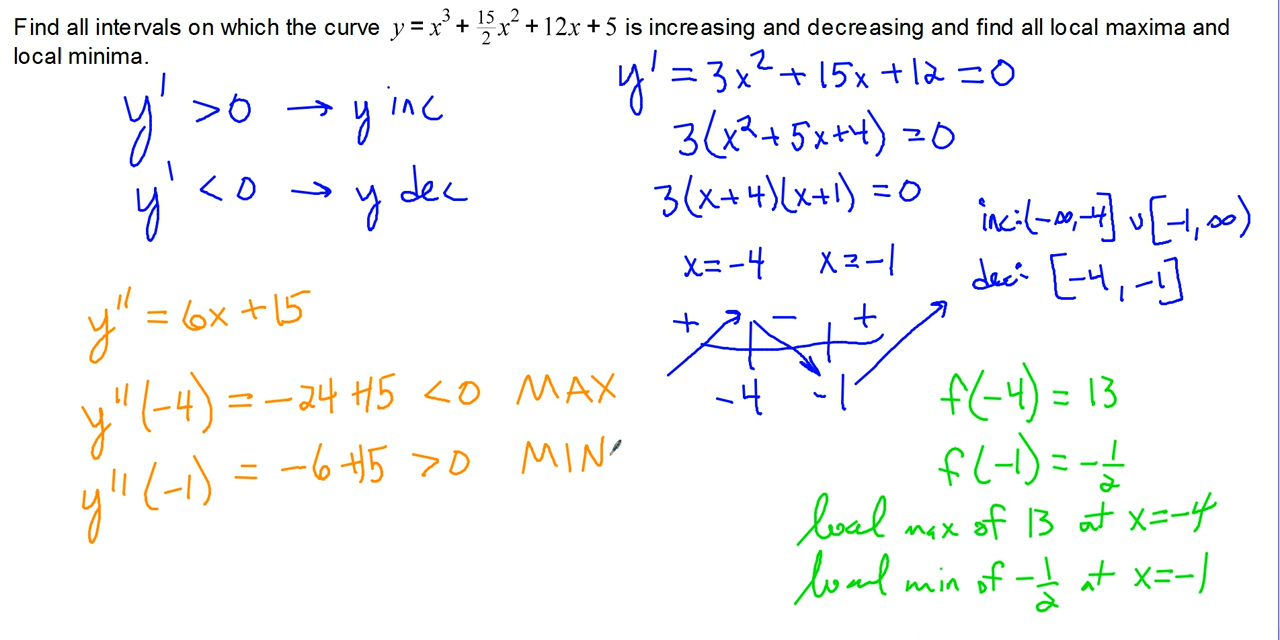 Find all intervals on which the curve y = x³ + 15/2 x² + 12x + 5 is increasing and decreasing and find all local maxima and
local minima.
y' > 0 → y inc
y' < 0 → y dec
y' = 3x² + 15x + 12 = 0
3(x² + 5x + 4) = 0
3(x + 4)(x + 1) = 0
x = -4 x = -1
inc: (-∞, -4] ∪ [-1, ∞)
dec: [-4, -1]
+ - +
-4 -1
y'' = 6x + 15
y''(-4) = -24 + 15 < 0 MAX
y''(-1) = -6 + 15 > 0 MIN
f(-4) = 13
f(-1) = -1/2
local max of 13 at x = -4
local min of -1/2 at x = -1